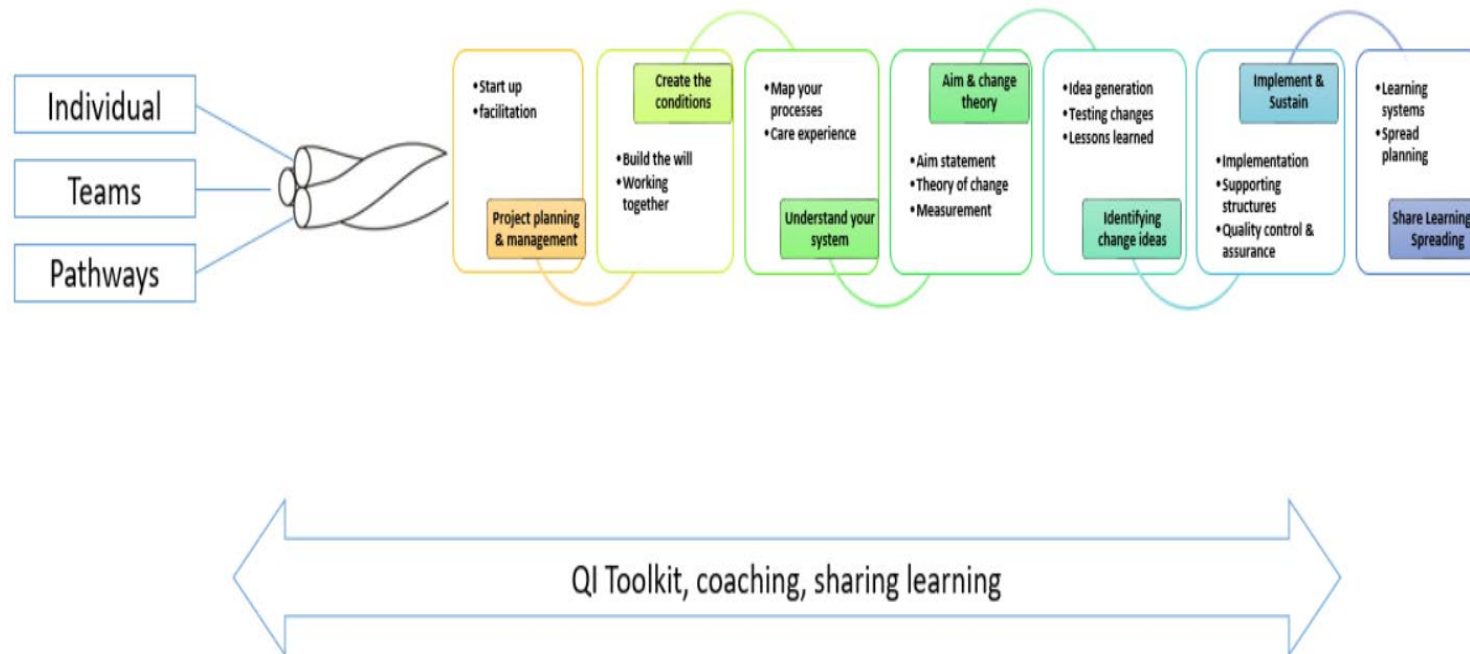 Individual
Teams
Pathways
•Start up
•facilitation
Project planning
& management
Create the
conditions
•Build the will
•Working
together
•Map your
processes
•Care experience
Understand your
system
Aim & change
theory
•Aim statement
•Theory of change
•Measurement
•Idea generation
•Testing changes
•Lessons learned
Identifying
change ideas
Implement &
Sustain
•Implementation
•Supporting
structures
•Quality control &
assurance
•Learning
systems
•Spread
planning
Share Learning
Spreading
QI Toolkit, coaching, sharing learning